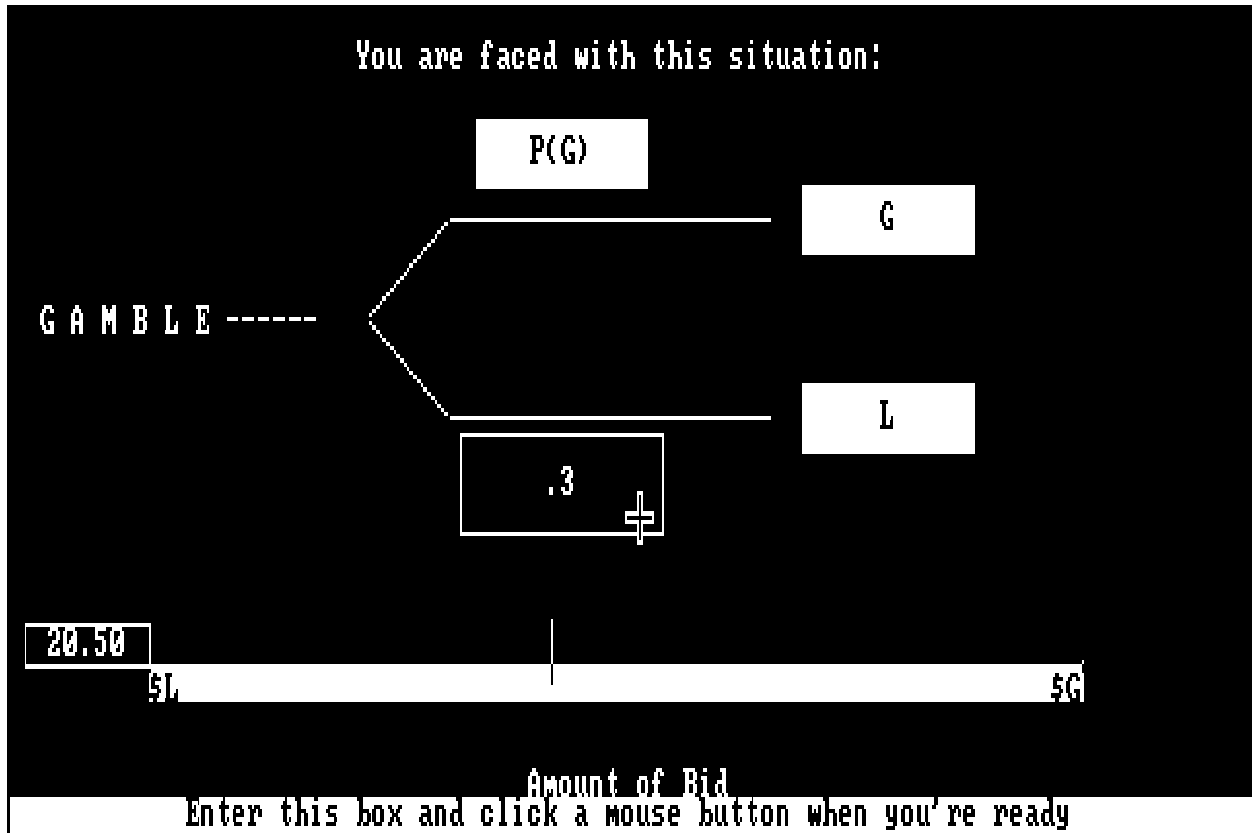 You are faced with this situation:
P(G)
G
G A M B L E ------
L
.3
20.50
$L $G
Amount of Bid
Enter this box and click a mouse button when you're ready